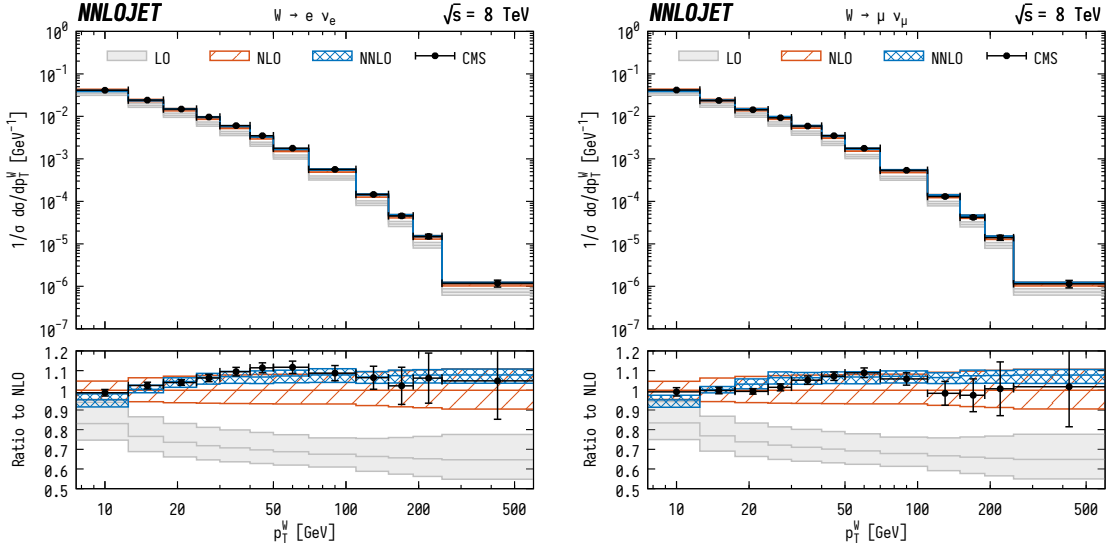 NNLOJET W → e νₑ √s = 8 TeV
LO NLO NNLO CMS
1/σ dσ/dp_T^W [GeV⁻¹]
10⁰
10⁻¹
10⁻²
10⁻³
10⁻⁴
10⁻⁵
10⁻⁶
10⁻⁷
Ratio to NLO
1.2
1.1
1
0.9
0.8
0.7
0.6
0.5
10 20 50 100 200 500
p_T^W [GeV]
NNLOJET W → μ ν_μ √s = 8 TeV
LO NLO NNLO CMS
1/σ dσ/dp_T^W [GeV⁻¹]
10⁰
10⁻¹
10⁻²
10⁻³
10⁻⁴
10⁻⁵
10⁻⁶
10⁻⁷
Ratio to NLO
1.2
1.1
1
0.9
0.8
0.7
0.6
0.5
10 20 50 100 200 500
p_T^W [GeV]